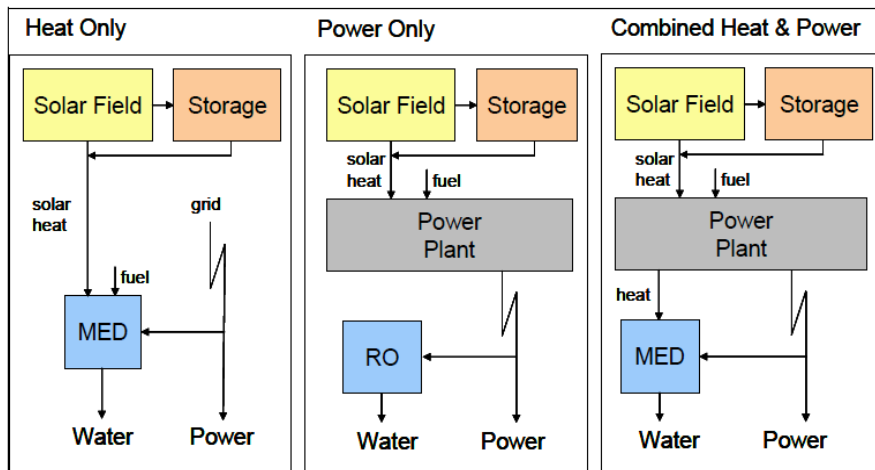 Heat Only
Solar Field
Storage
solar
heat
grid
fuel
MED
Water
Power
Power Only
Solar Field
Storage
solar
heat
fuel
Power
Plant
RO
Water
Power
Combined Heat & Power
Solar Field
Storage
solar
heat
fuel
Power
Plant
heat
MED
Water
Power